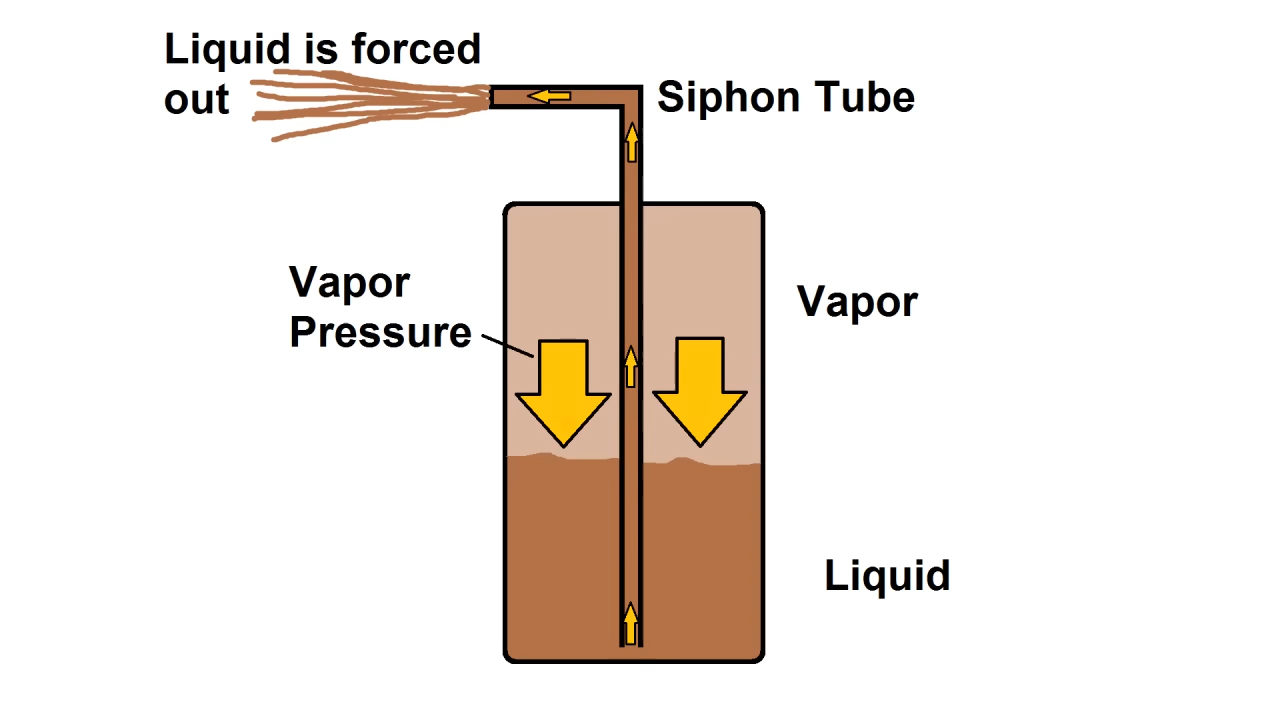 Liquid is forced
out
Siphon Tube
Vapor
Pressure
Vapor
Liquid